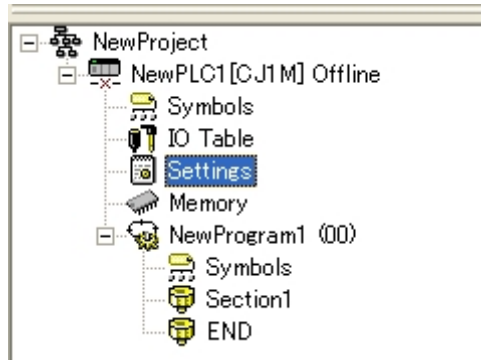 NewProject
NewPLC1[CJ1M] Offline
Symbols
IO Table
Settings
Memory
NewProgram1 (00)
Symbols
Section1
END